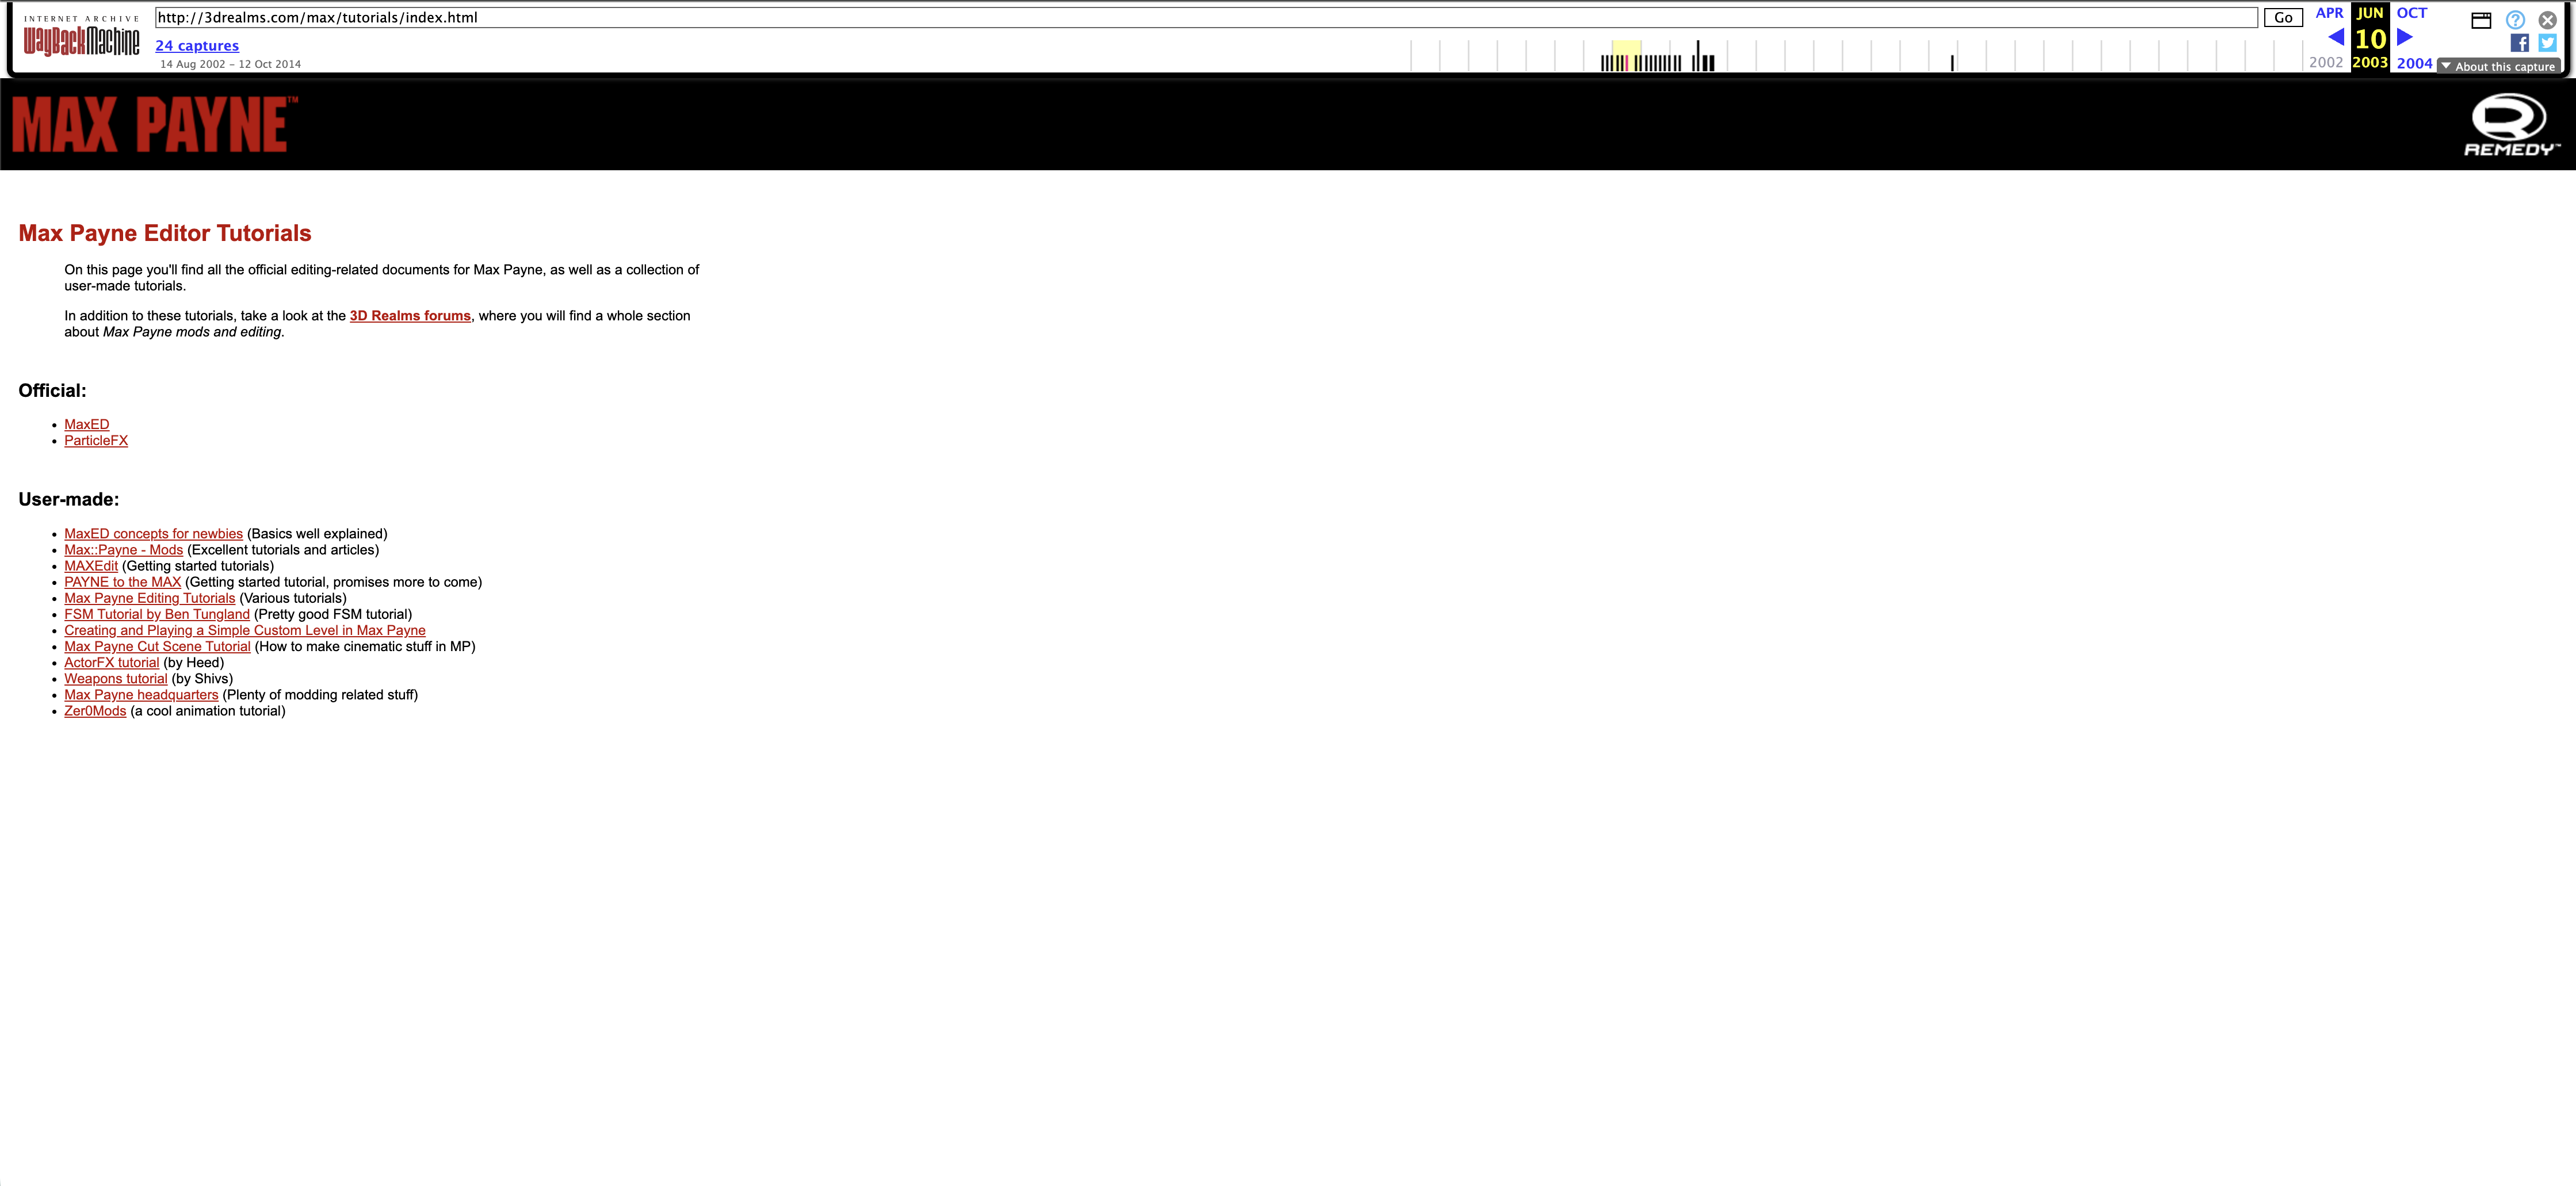 INTERNET ARCHIVE
WayBackMachine
http://3drealms.com/max/tutorials/index.html
Go
24 captures
14 Aug 2002 – 12 Oct 2014
APR JUN OCT
10
2002 2003 2004
About this capture
MAX PAYNE™
REMEDY™
Max Payne Editor Tutorials
On this page you'll find all the official editing-related documents for Max Payne, as well as a collection of
user-made tutorials.
In addition to these tutorials, take a look at the 3D Realms forums, where you will find a whole section
about Max Payne mods and editing.
Official:
• MaxED
• ParticleFX
User-made:
• MaxED concepts for newbies (Basics well explained)
• Max::Payne - Mods (Excellent tutorials and articles)
• MAXEdit (Getting started tutorials)
• PAYNE to the MAX (Getting started tutorial, promises more to come)
• Max Payne Editing Tutorials (Various tutorials)
• FSM Tutorial by Ben Tungland (Pretty good FSM tutorial)
• Creating and Playing a Simple Custom Level in Max Payne
• Max Payne Cut Scene Tutorial (How to make cinematic stuff in MP)
• ActorFX tutorial (by Heed)
• Weapons tutorial (by Shivs)
• Max Payne headquarters (Plenty of modding related stuff)
• Zer0Mods (a cool animation tutorial)